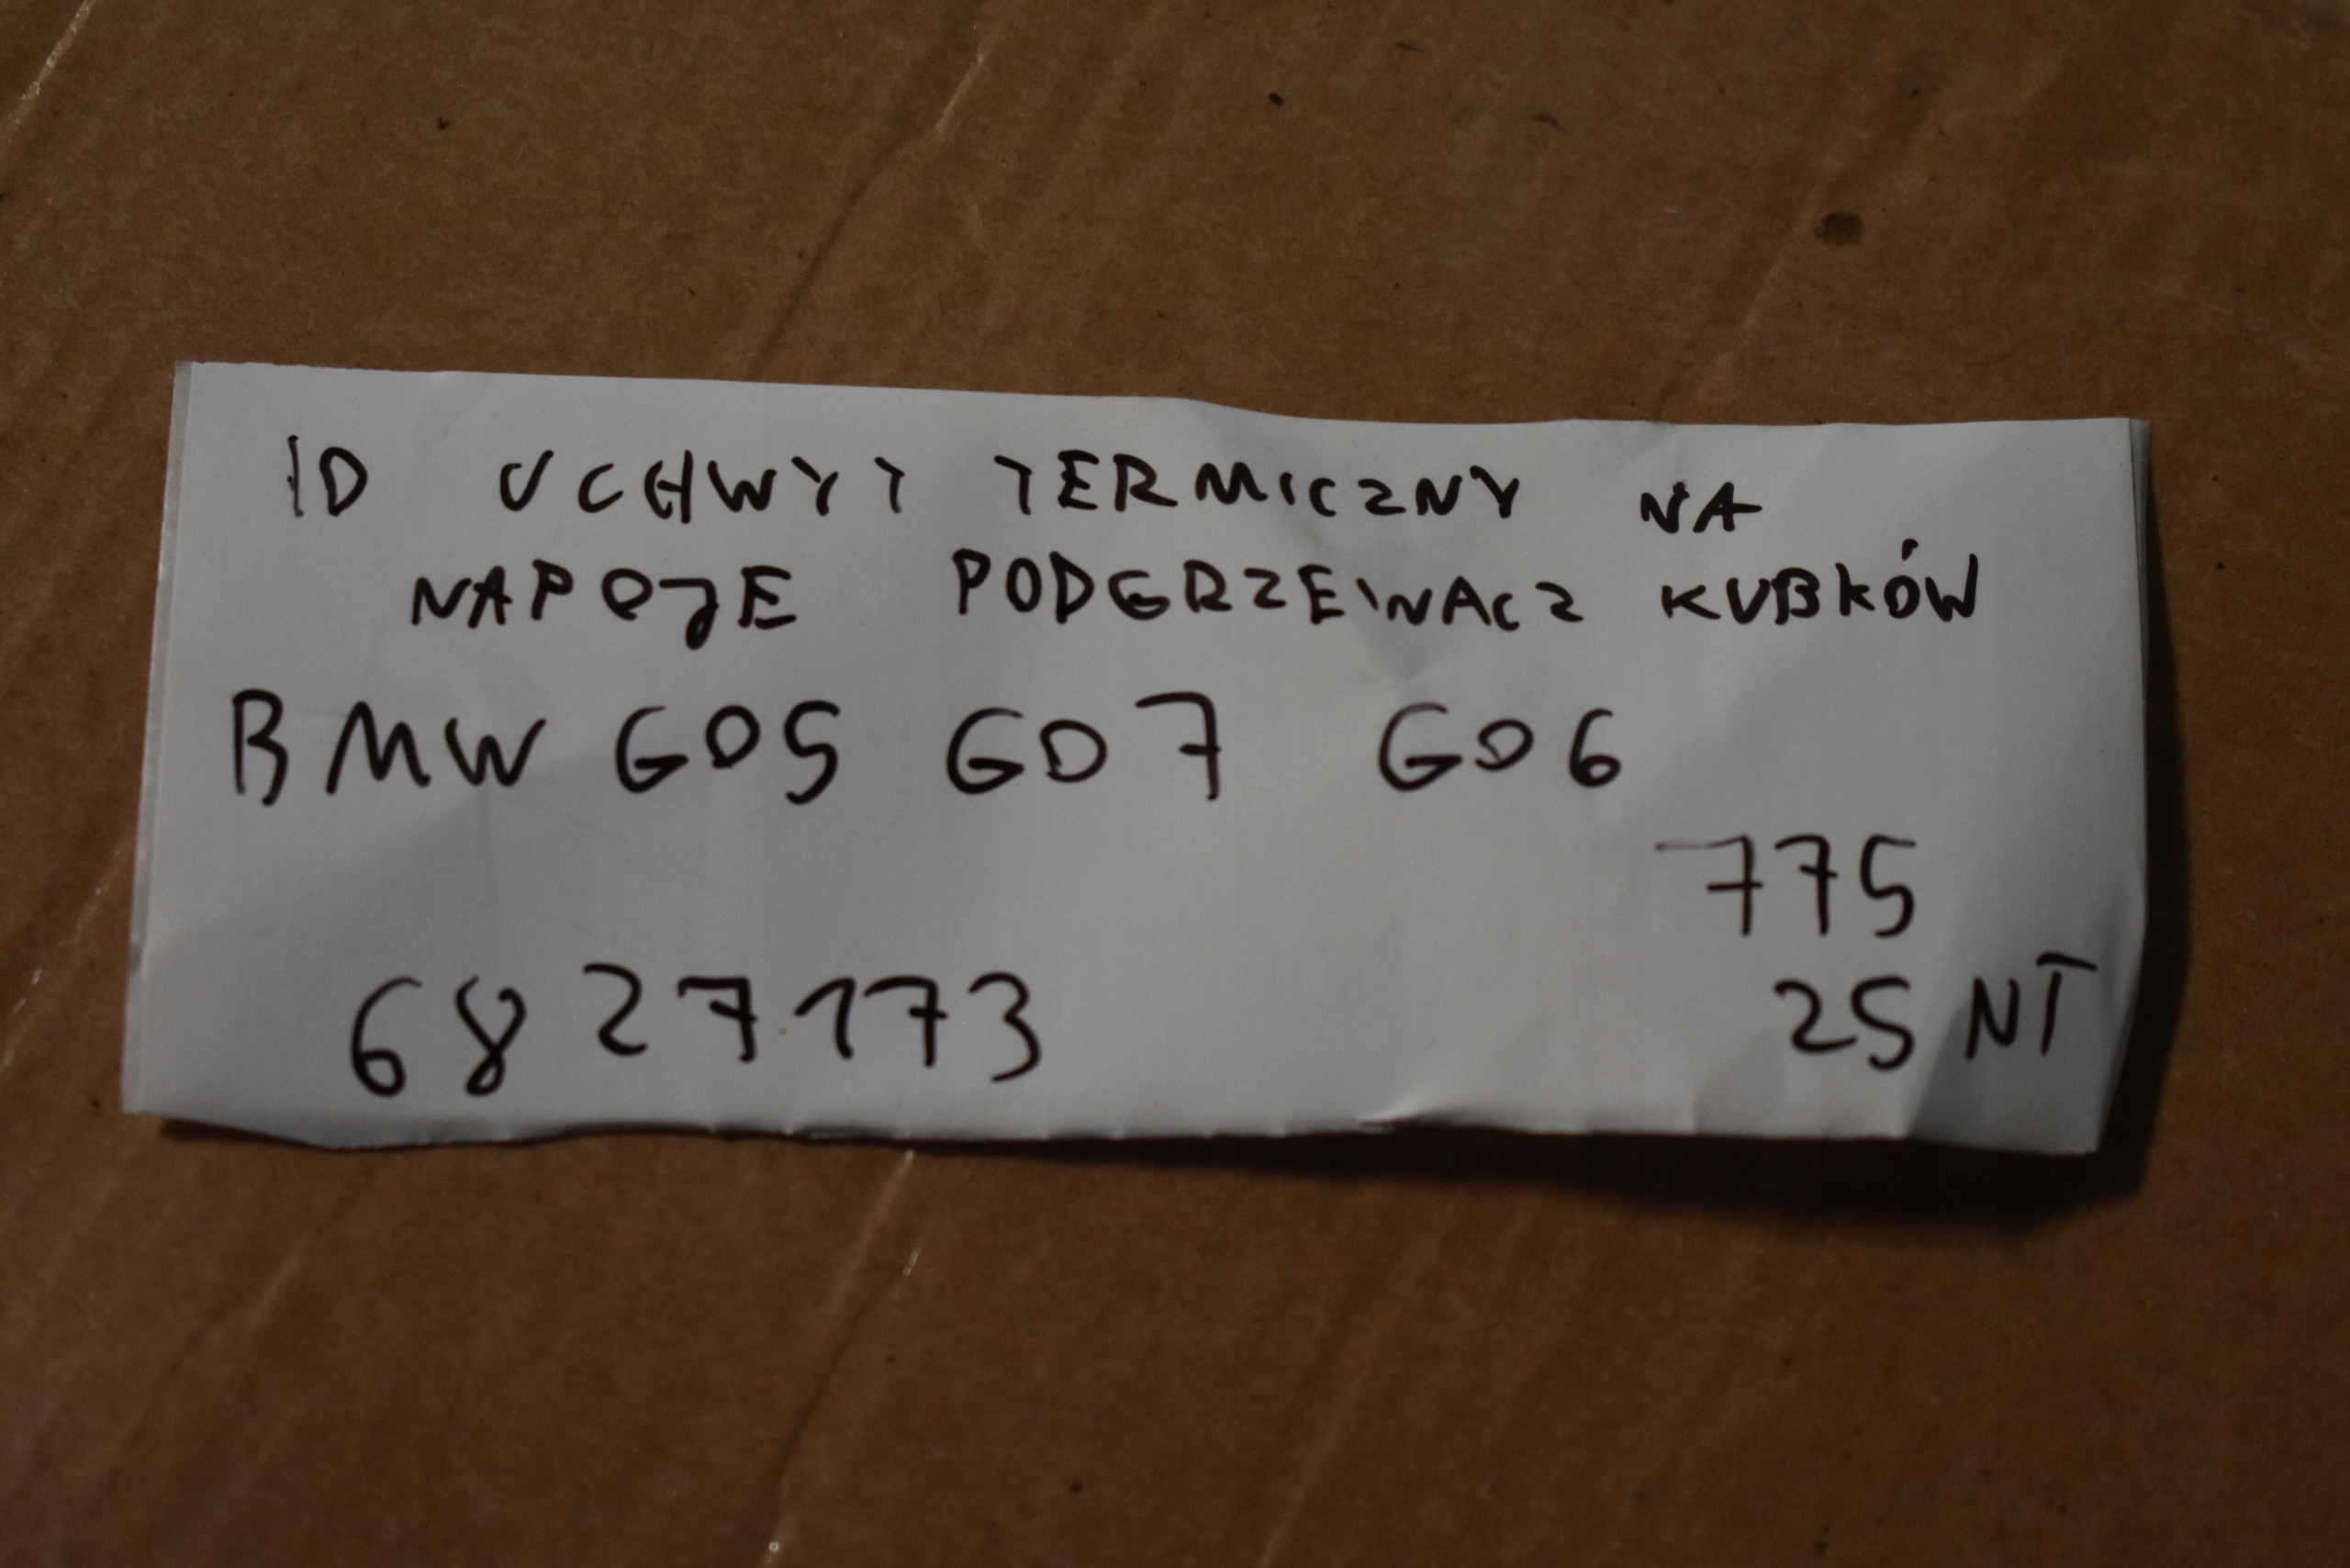 ID UCHWYT TERMICZNY NA
NAPOJE PODGRZEWACZ KUBKÓW
BMW G05 G07 G06
775
6827173 25 NT